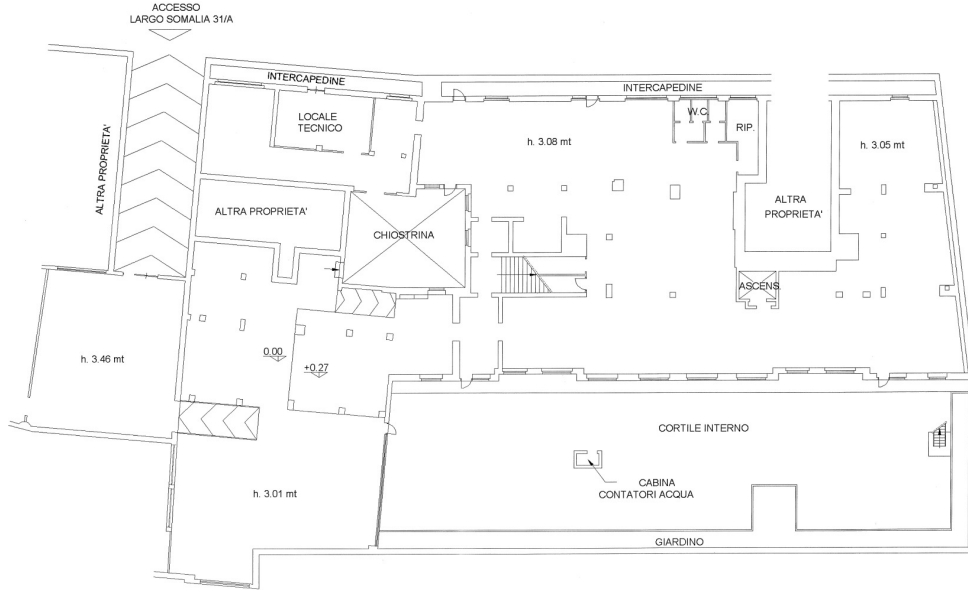 ACCESSO
LARGO SOMALIA 31/A
INTERCAPEDINE
INTERCAPEDINE
LOCALE
TECNICO
W.C.
RIP.
h. 3.08 mt
h. 3.05 mt
ALTRA PROPRIETA'
ALTRA PROPRIETA'
ALTRA
PROPRIETA'
CHIOSTRINA
ASCENS.
0.00
+0.27
h. 3.46 mt
CORTILE INTERNO
CABINA
CONTATORI ACQUA
h. 3.01 mt
GIARDINO